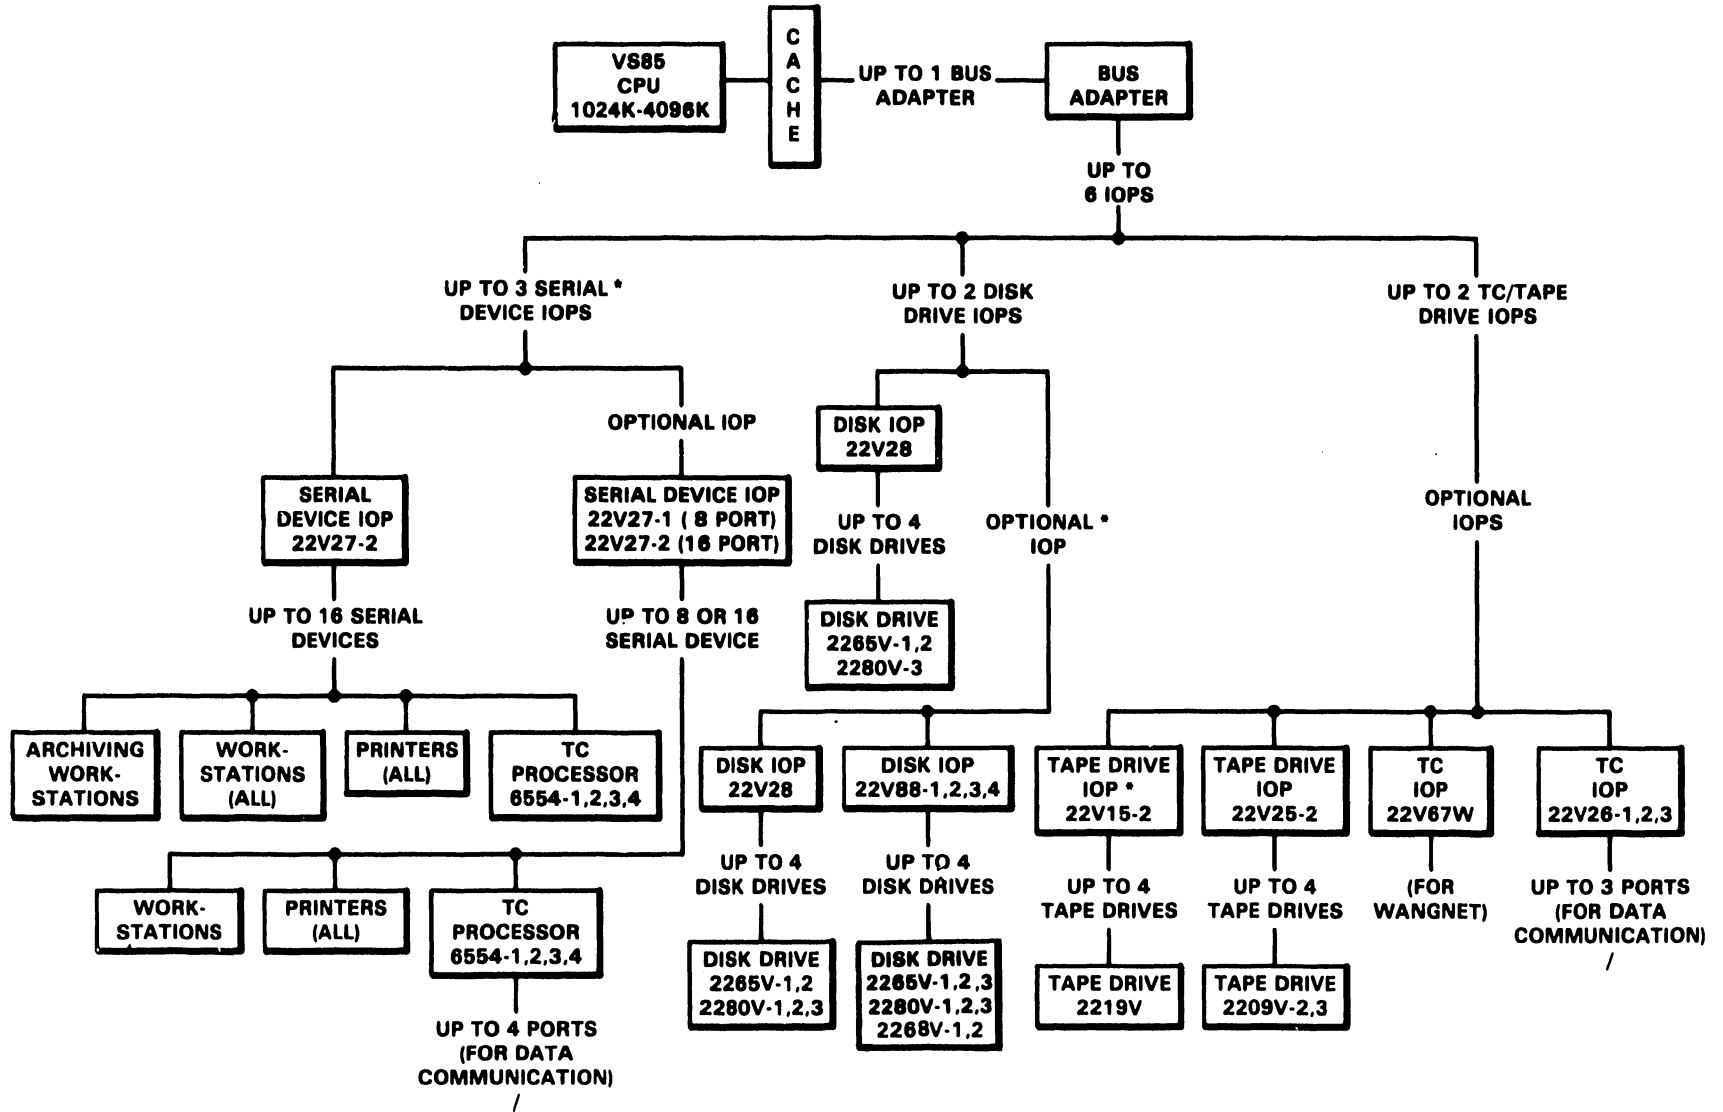 C
A
C
H
E
VS85
CPU
1024K-4096K
UP TO 1 BUS
ADAPTER
BUS
ADAPTER
UP TO
6 IOPS
UP TO 3 SERIAL *
DEVICE IOPS
UP TO 2 DISK
DRIVE IOPS
UP TO 2 TC/TAPE
DRIVE IOPS
OPTIONAL IOP
DISK IOP
22V28
SERIAL
DEVICE IOP
22V27-2
SERIAL DEVICE IOP
22V27-1 ( 8 PORT)
22V27-2 (16 PORT)
UP TO 4
DISK DRIVES
OPTIONAL *
IOP
OPTIONAL
IOPS
UP TO 16 SERIAL
DEVICES
UP TO 8 OR 16
SERIAL DEVICE
DISK DRIVE
2265V-1,2
2280V-3
ARCHIVING
WORK-
STATIONS
WORK-
STATIONS
(ALL)
PRINTERS
(ALL)
TC
PROCESSOR
6554-1,2,3,4
DISK IOP
22V28
DISK IOP
22V88-1,2,3,4
TAPE DRIVE
IOP *
22V15-2
TAPE DRIVE
IOP
22V25-2
TC
IOP
22V67W
TC
IOP
22V26-1,2,3
WORK-
STATIONS
PRINTERS
(ALL)
TC
PROCESSOR
6554-1,2,3,4
UP TO 4
DISK DRIVES
UP TO 4
DISK DRIVES
UP TO 4
TAPE DRIVES
UP TO 4
TAPE DRIVES
(FOR
WANGNET)
UP TO 3 PORTS
(FOR DATA
COMMUNICATION)
DISK DRIVE
2265V-1,2
2280V-1,2,3
DISK DRIVE
2265V-1,2,3
2280V-1,2,3
2268V-1,2
TAPE DRIVE
2219V
TAPE DRIVE
2209V-2,3
UP TO 4 PORTS
(FOR DATA
COMMUNICATION)